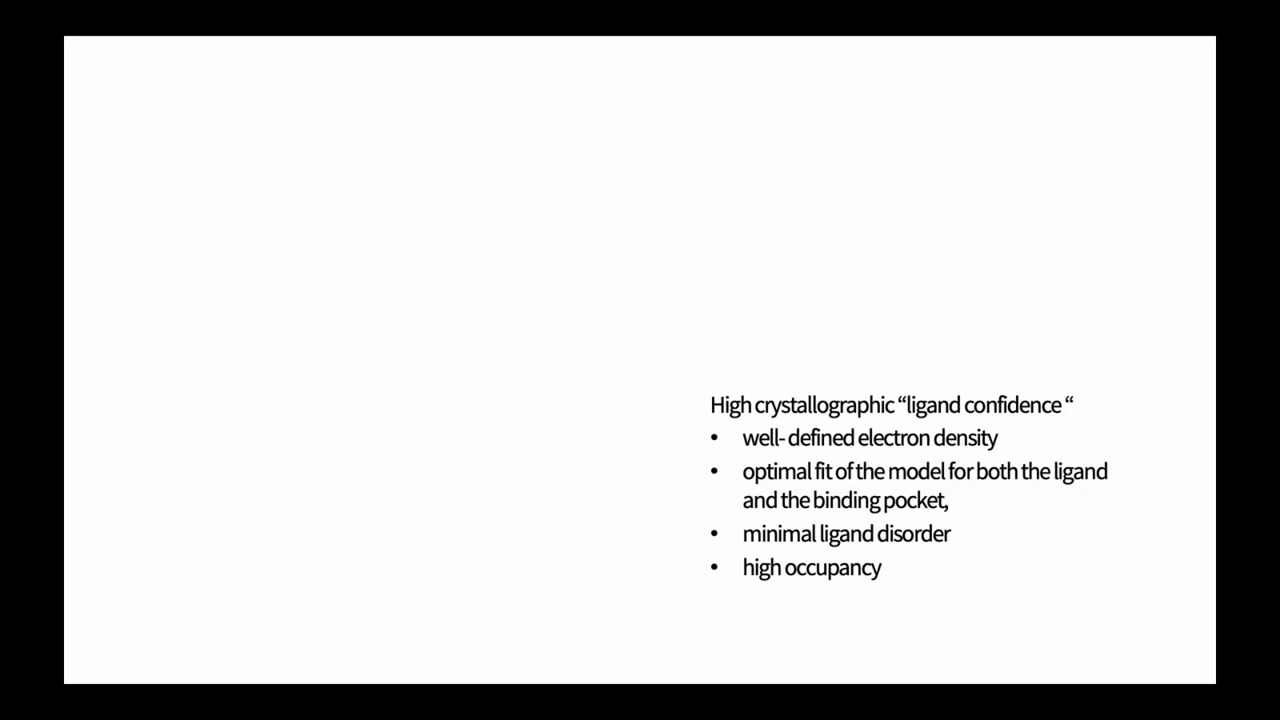 High crystallographic “ligand confidence “
• well- defined electron density
• optimal fit of the model for both the ligand
and the binding pocket,
• minimal ligand disorder
• high occupancy